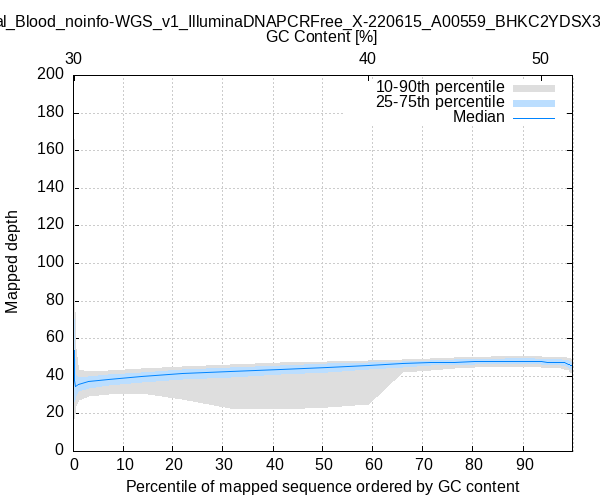 al_Blood_noinfo-WGS_v1_IlluminaDNAPCRFree_X-220615_A00559_BHKC2YDSX3
GC Content [%]
30 40 50
10-90th percentile
25-75th percentile
Median
Mapped depth
200
180
160
140
120
100
80
60
40
20
0
0 10 20 30 40 50 60 70 80 90
Percentile of mapped sequence ordered by GC content